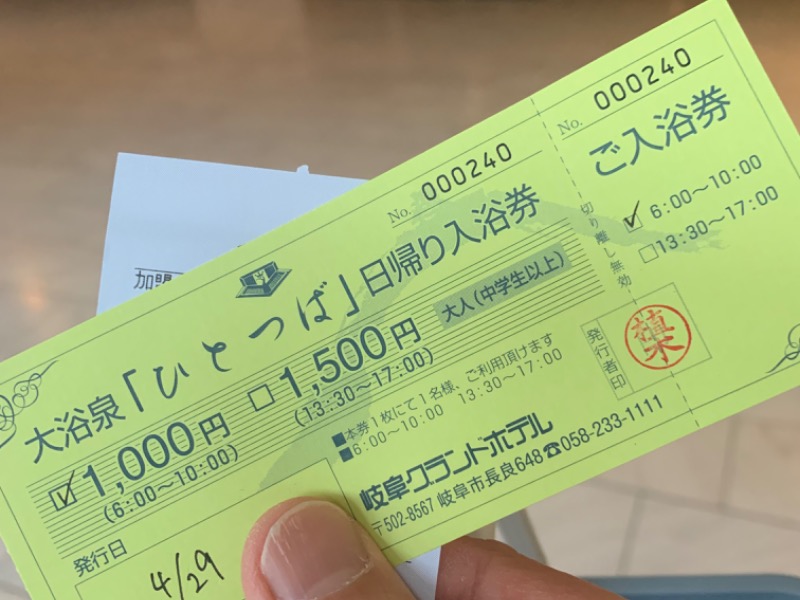 加盟
No. 000240
大浴泉「ひとつば」日帰り入浴券
☑1,000円 □1,500円 大人(中学生以上)
(6:00〜10:00) (13:30〜17:00)
■本券1枚にて1名様、ご利用頂けます
■6:00〜10:00 13:30〜17:00
発行日
4/29
岐阜グランドホテル
〒502-8567 岐阜市長良648☎058-233-1111
No. 000240
ご入浴券
☑6:00〜10:00
□13:30〜17:00
切り離し無効
発行者印